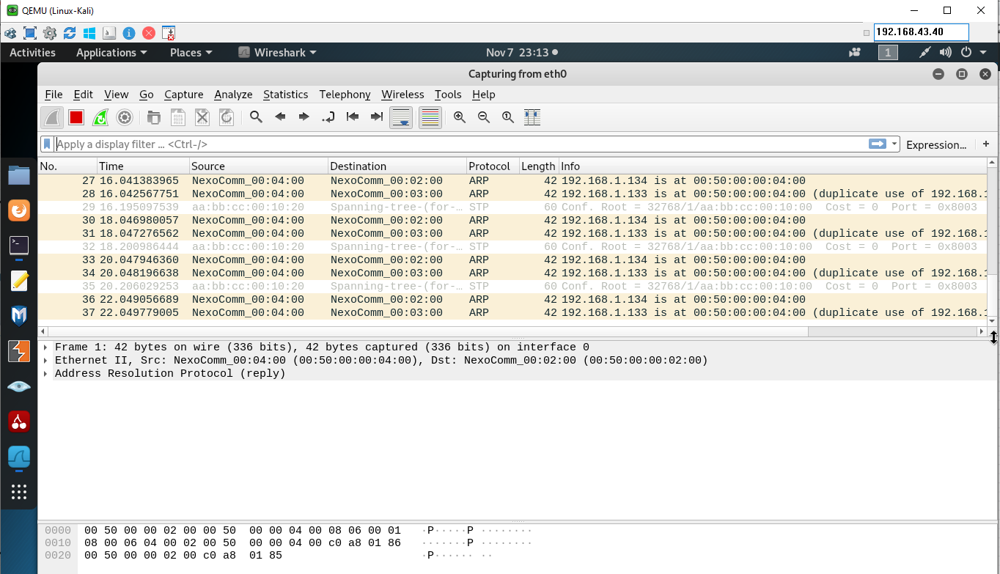 QEMU (Linux-Kali)
192.168.43.40
Activities Applications Places Wireshark Nov 7 23:13 1
Capturing from eth0
File Edit View Go Capture Analyze Statistics Telephony Wireless Tools Help
Apply a display filter ... <Ctrl-/> Expression... +
No. Time Source Destination Protocol Length Info
27 16.041383965 NexoComm_00:04:00 NexoComm_00:02:00 ARP 42 192.168.1.134 is at 00:50:00:00:04:00
28 16.042567751 NexoComm_00:04:00 NexoComm_00:03:00 ARP 42 192.168.1.133 is at 00:50:00:00:04:00 (duplicate use of 192.168.1
29 16.195097539 aa:bb:cc:00:10:20 Spanning-tree-(for-… STP 60 Conf. Root = 32768/1/aa:bb:cc:00:10:00 Cost = 0 Port = 0x8003
30 18.046980057 NexoComm_00:04:00 NexoComm_00:02:00 ARP 42 192.168.1.134 is at 00:50:00:00:04:00
31 18.047276562 NexoComm_00:04:00 NexoComm_00:03:00 ARP 42 192.168.1.133 is at 00:50:00:00:04:00 (duplicate use of 192.168.1
32 18.200986444 aa:bb:cc:00:10:20 Spanning-tree-(for-… STP 60 Conf. Root = 32768/1/aa:bb:cc:00:10:00 Cost = 0 Port = 0x8003
33 20.047946360 NexoComm_00:04:00 NexoComm_00:02:00 ARP 42 192.168.1.134 is at 00:50:00:00:04:00
34 20.048196638 NexoComm_00:04:00 NexoComm_00:03:00 ARP 42 192.168.1.133 is at 00:50:00:00:04:00 (duplicate use of 192.168.1
35 20.206029253 aa:bb:cc:00:10:20 Spanning-tree-(for-… STP 60 Conf. Root = 32768/1/aa:bb:cc:00:10:00 Cost = 0 Port = 0x8003
36 22.049056689 NexoComm_00:04:00 NexoComm_00:02:00 ARP 42 192.168.1.134 is at 00:50:00:00:04:00
37 22.049779005 NexoComm_00:04:00 NexoComm_00:03:00 ARP 42 192.168.1.133 is at 00:50:00:00:04:00 (duplicate use of 192.168.1
Frame 1: 42 bytes on wire (336 bits), 42 bytes captured (336 bits) on interface 0
Ethernet II, Src: NexoComm_00:04:00 (00:50:00:00:04:00), Dst: NexoComm_00:02:00 (00:50:00:00:02:00)
Address Resolution Protocol (reply)
0000 00 50 00 00 02 00 00 50 00 00 04 00 08 06 00 01 ·P·····P ········
0010 08 00 06 04 00 02 00 50 00 00 04 00 c0 a8 01 86 ·······P ········
0020 00 50 00 00 02 00 c0 a8 01 85 ·P······ ··